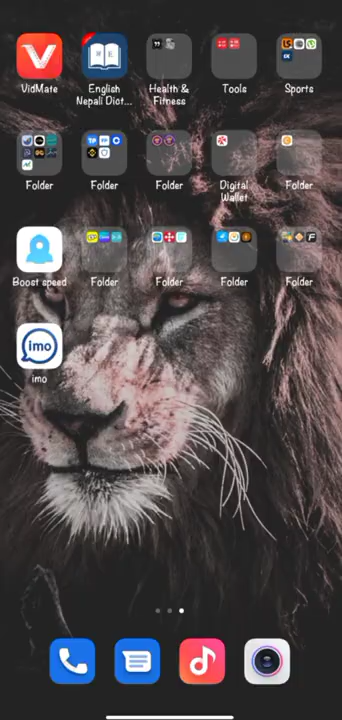 VidMate
English
Nepali Dict...
Health &
Fitness
Tools
Sports
Folder
Folder
Folder
Digital
Wallet
Folder
Boost speed
Folder
Folder
Folder
Folder
imo
imo